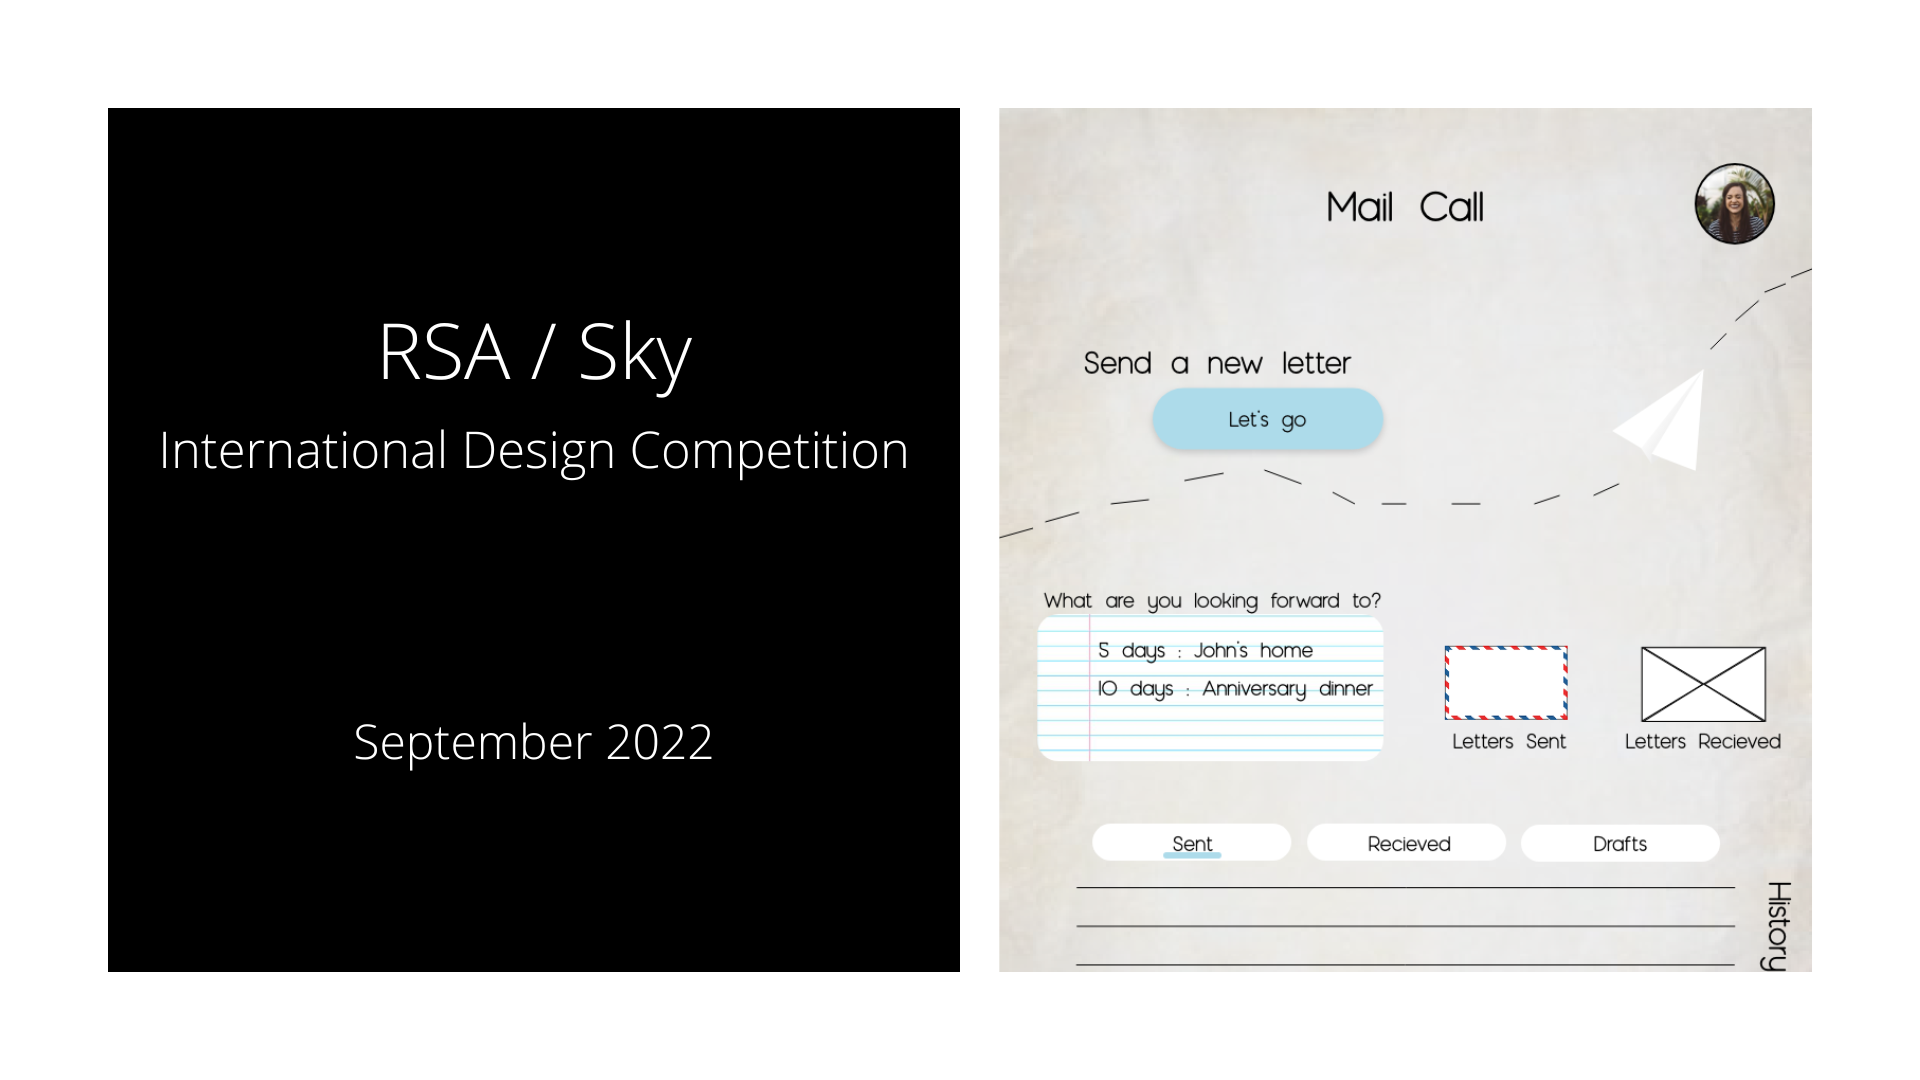 RSA / Sky
International Design Competition
September 2022
Mail Call
Send a new letter
Let's go
What are you looking forward to?
5 days : John's home
10 days : Anniversary dinner
Letters Sent
Letters Recieved
Sent
Recieved
Drafts
History